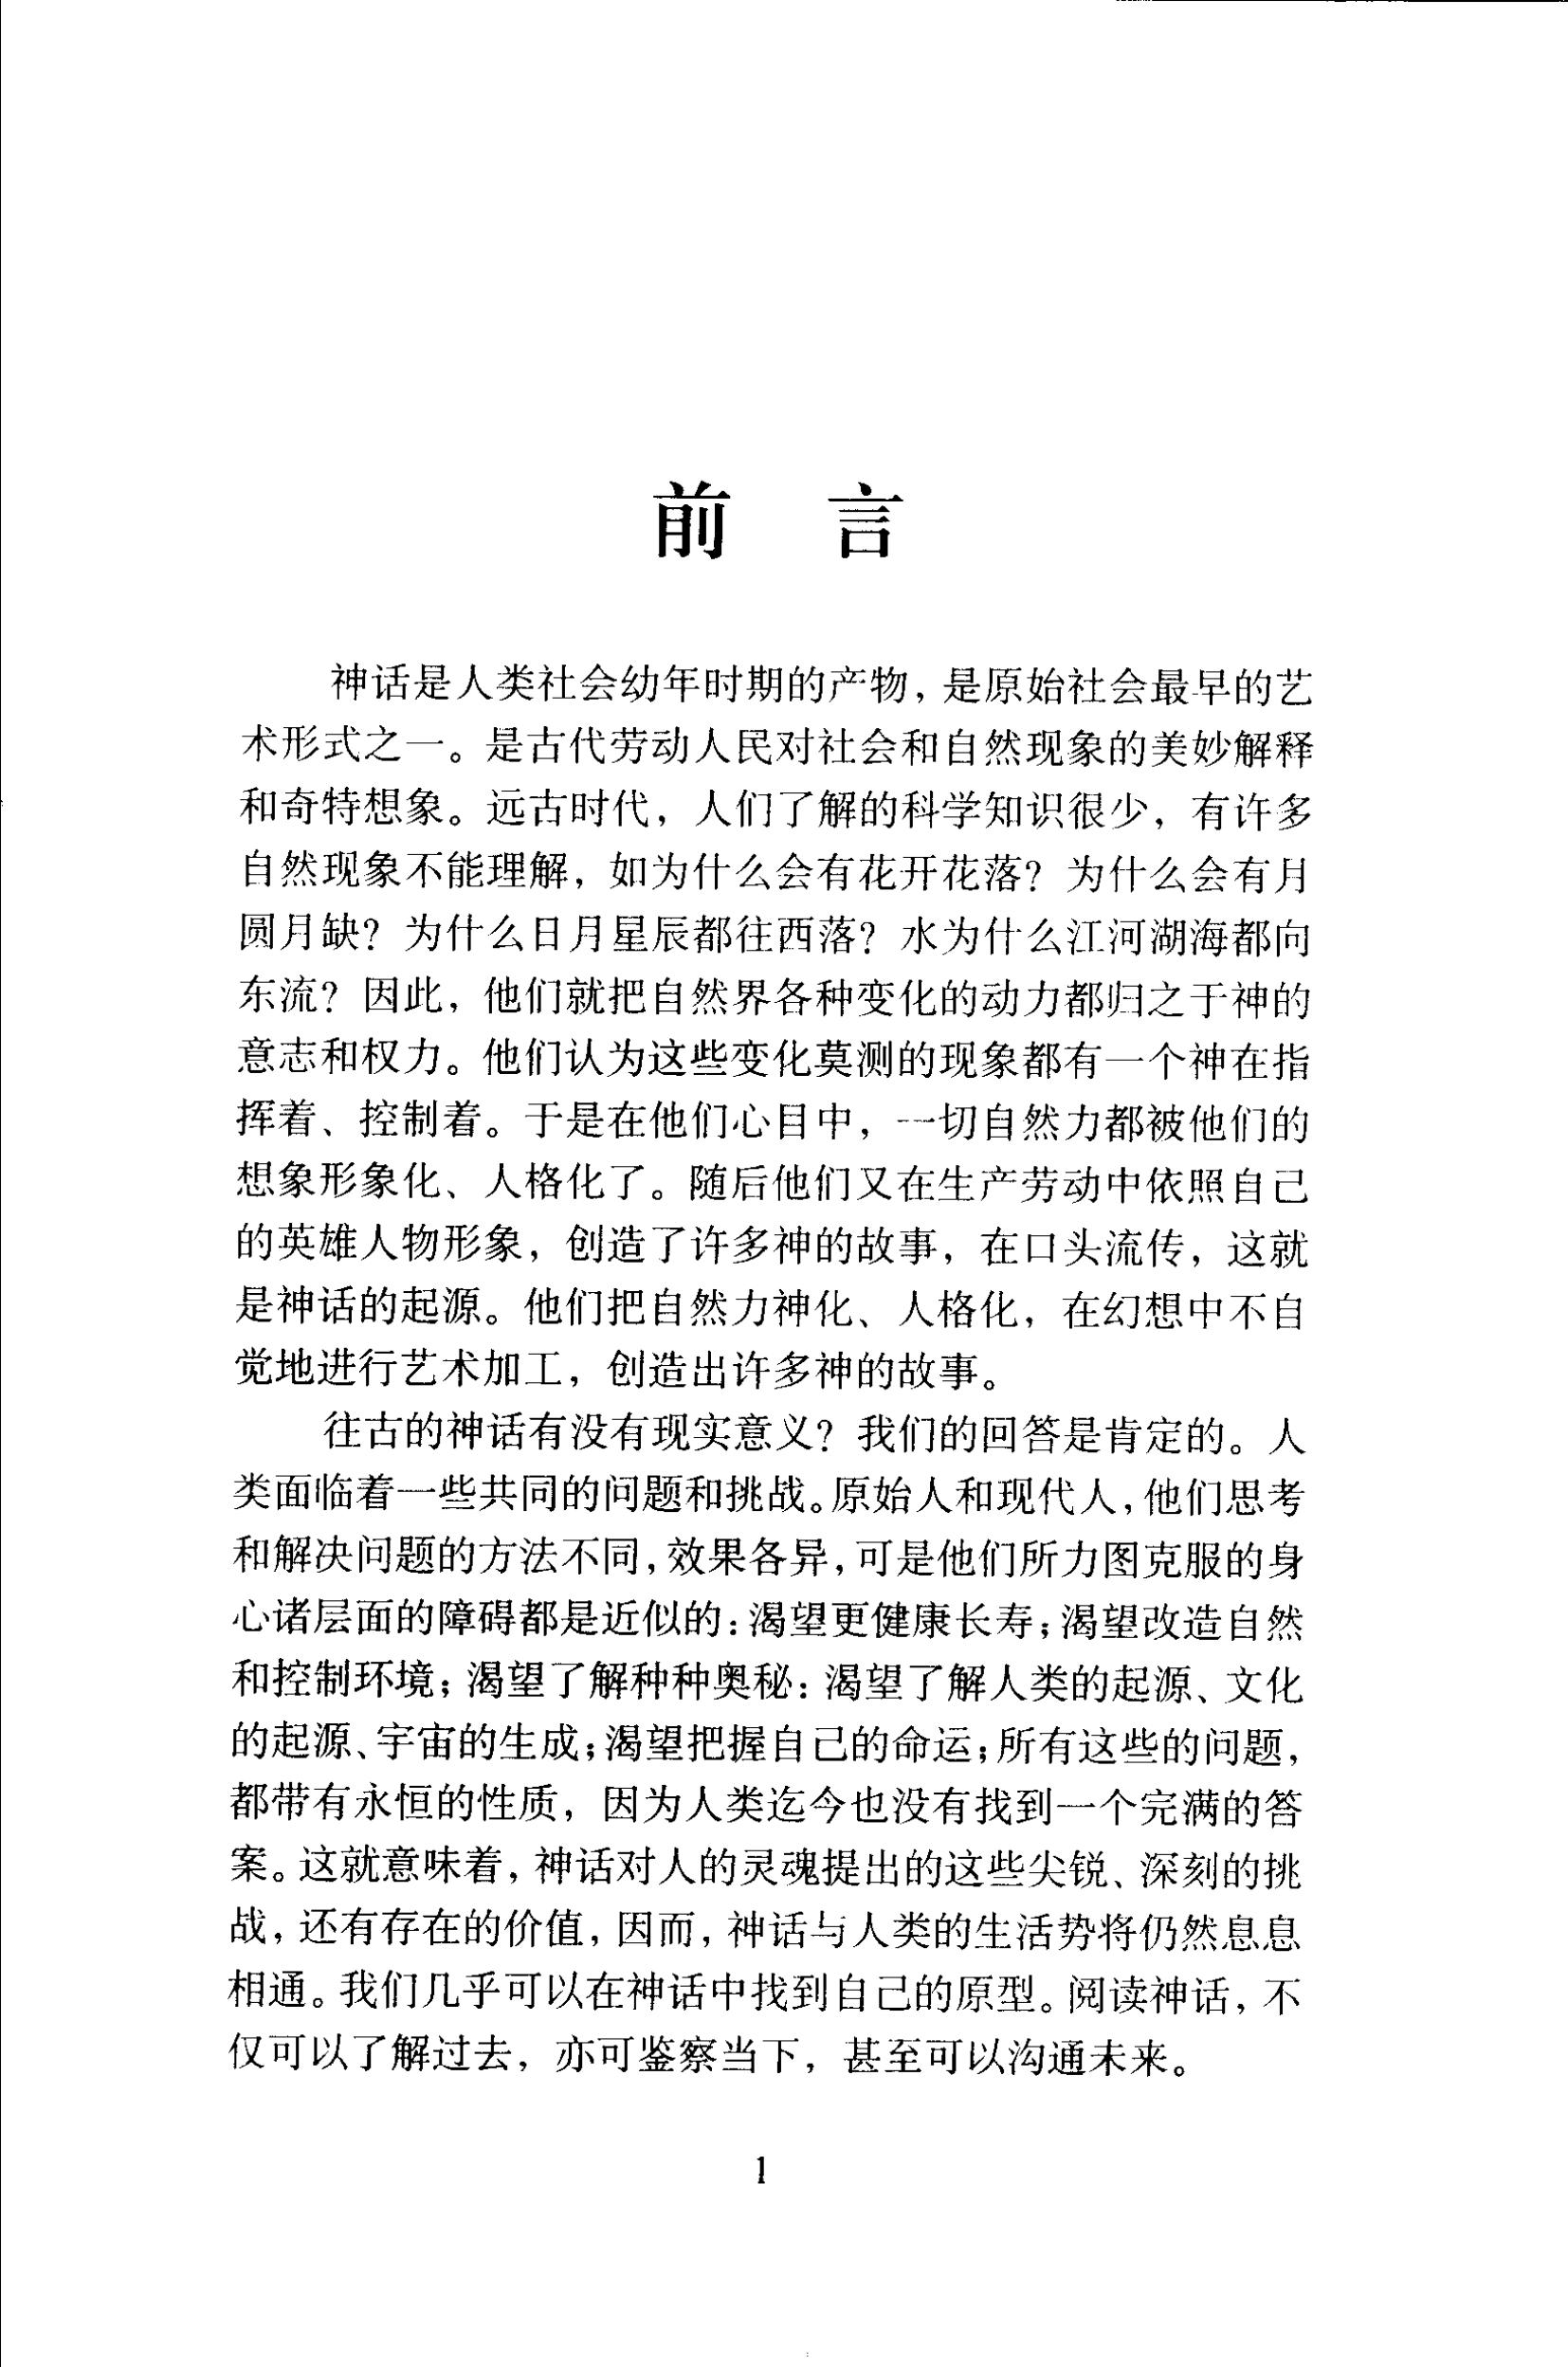 前　言
神话是人类社会幼年时期的产物，是原始社会最早的艺
术形式之一。是古代劳动人民对社会和自然现象的美妙解释
和奇特想象。远古时代，人们了解的科学知识很少，有许多
自然现象不能理解，如为什么会有花开花落？为什么会有月
圆月缺？为什么日月星辰都往西落？水为什么江河湖海都向
东流？因此，他们就把自然界各种变化的动力都归之于神的
意志和权力。他们认为这些变化莫测的现象都有一个神在指
挥着、控制着。于是在他们心目中，一切自然力都被他们的
想象形象化、人格化了。随后他们又在生产劳动中依照自己
的英雄人物形象，创造了许多神的故事，在口头流传，这就
是神话的起源。他们把自然力神化、人格化，在幻想中不自
觉地进行艺术加工，创造出许多神的故事。
往古的神话有没有现实意义？我们的回答是肯定的。人
类面临着一些共同的问题和挑战。原始人和现代人，他们思考
和解决问题的方法不同，效果各异，可是他们所力图克服的身
心诸层面的障碍都是近似的：渴望更健康长寿；渴望改造自然
和控制环境；渴望了解种种奥秘：渴望了解人类的起源、文化
的起源、宇宙的生成；渴望把握自己的命运；所有这些的问题，
都带有永恒的性质，因为人类迄今也没有找到一个完满的答
案。这就意味着，神话对人的灵魂提出的这些尖锐、深刻的挑
战，还有存在的价值，因而，神话与人类的生活势将仍然息息
相通。我们几乎可以在神话中找到自己的原型。阅读神话，不
仅可以了解过去，亦可鉴察当下，甚至可以沟通未来。
1